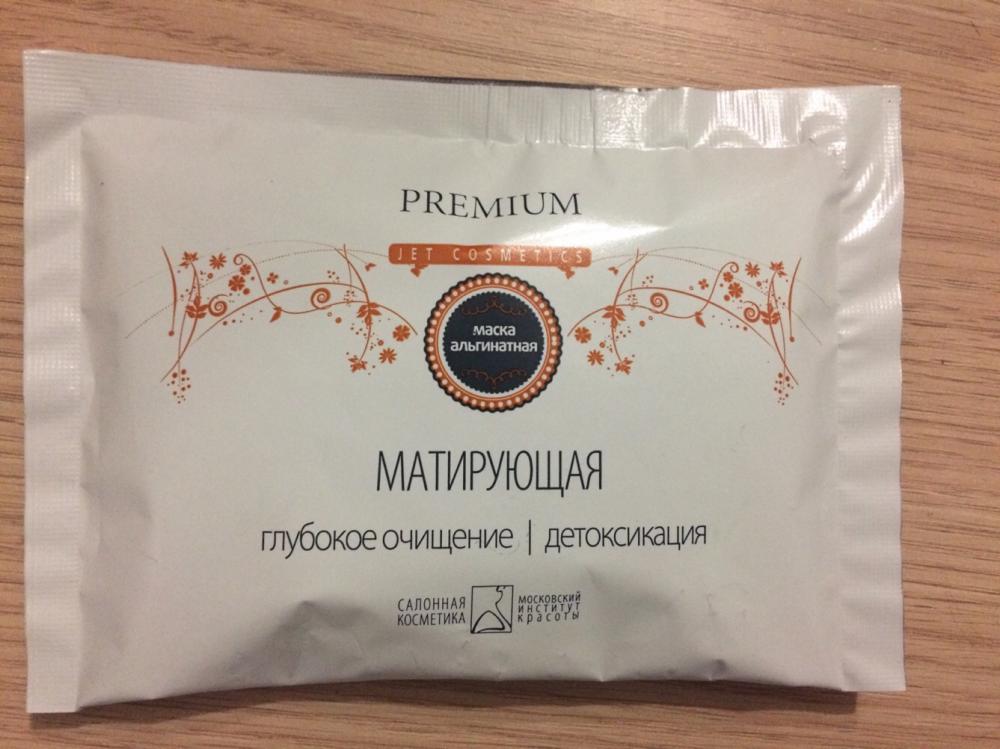 PREMIUM
JET COSMETICS
маска
альгинатная
МАТИРУЮЩАЯ
глубокое очищение | детоксикация
САЛОННАЯ
КОСМЕТИКА
МОСКОВСКИЙ
ИНСТИТУТ
красоты